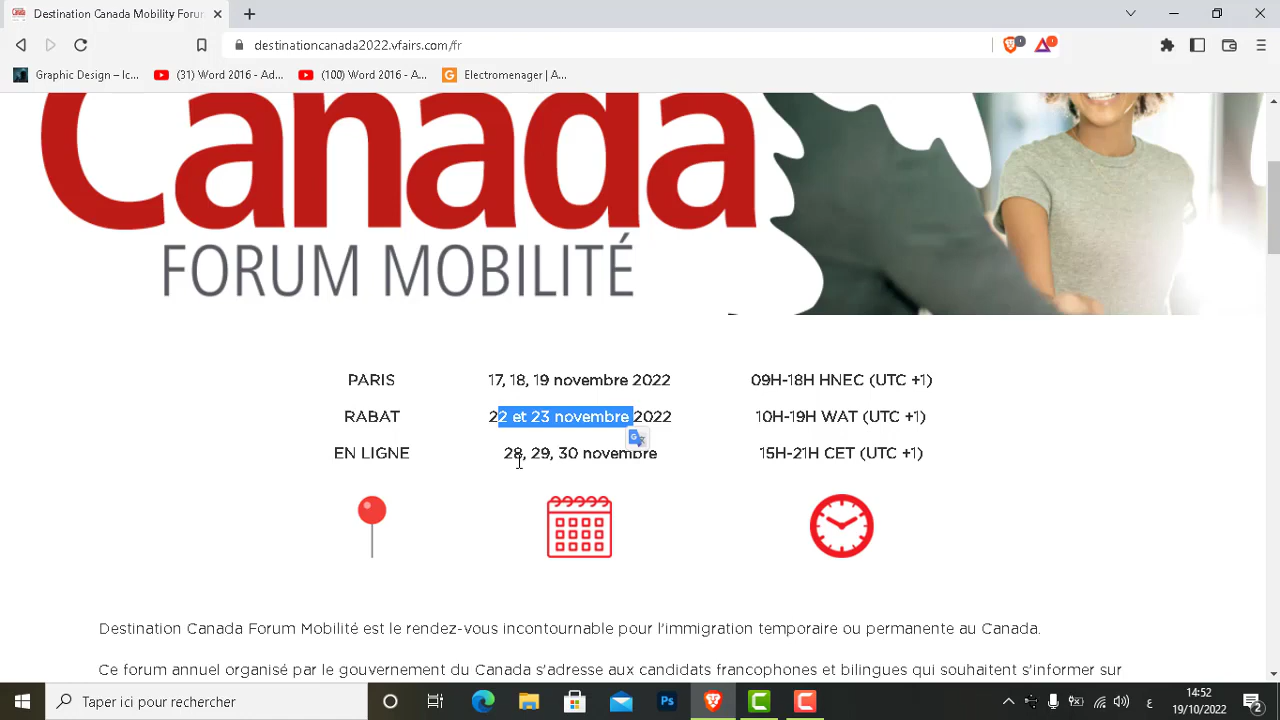 Destination Canada Mobility Forum
destinationcanada2022.vfairs.com/fr
Graphic Design – Ic...
(31) Word 2016 - Ad...
(100) Word 2016 - A...
Electromenager | A...
Canada
FORUM MOBILITÉ
PARIS 17, 18, 19 novembre 2022 09H-18H HNEC (UTC +1)
RABAT 22 et 23 novembre 2022 10H-19H WAT (UTC +1)
EN LIGNE 28, 29, 30 novembre 15H-21H CET (UTC +1)
Destination Canada Forum Mobilité est le rendez-vous incontournable pour l'immigration temporaire ou permanente au Canada.
Ce forum annuel organisé par le gouvernement du Canada s'adresse aux candidats francophones et bilingues qui souhaitent s'informer sur
Taper ici pour rechercher
Ps
ع
14:52
19/10/2022
2